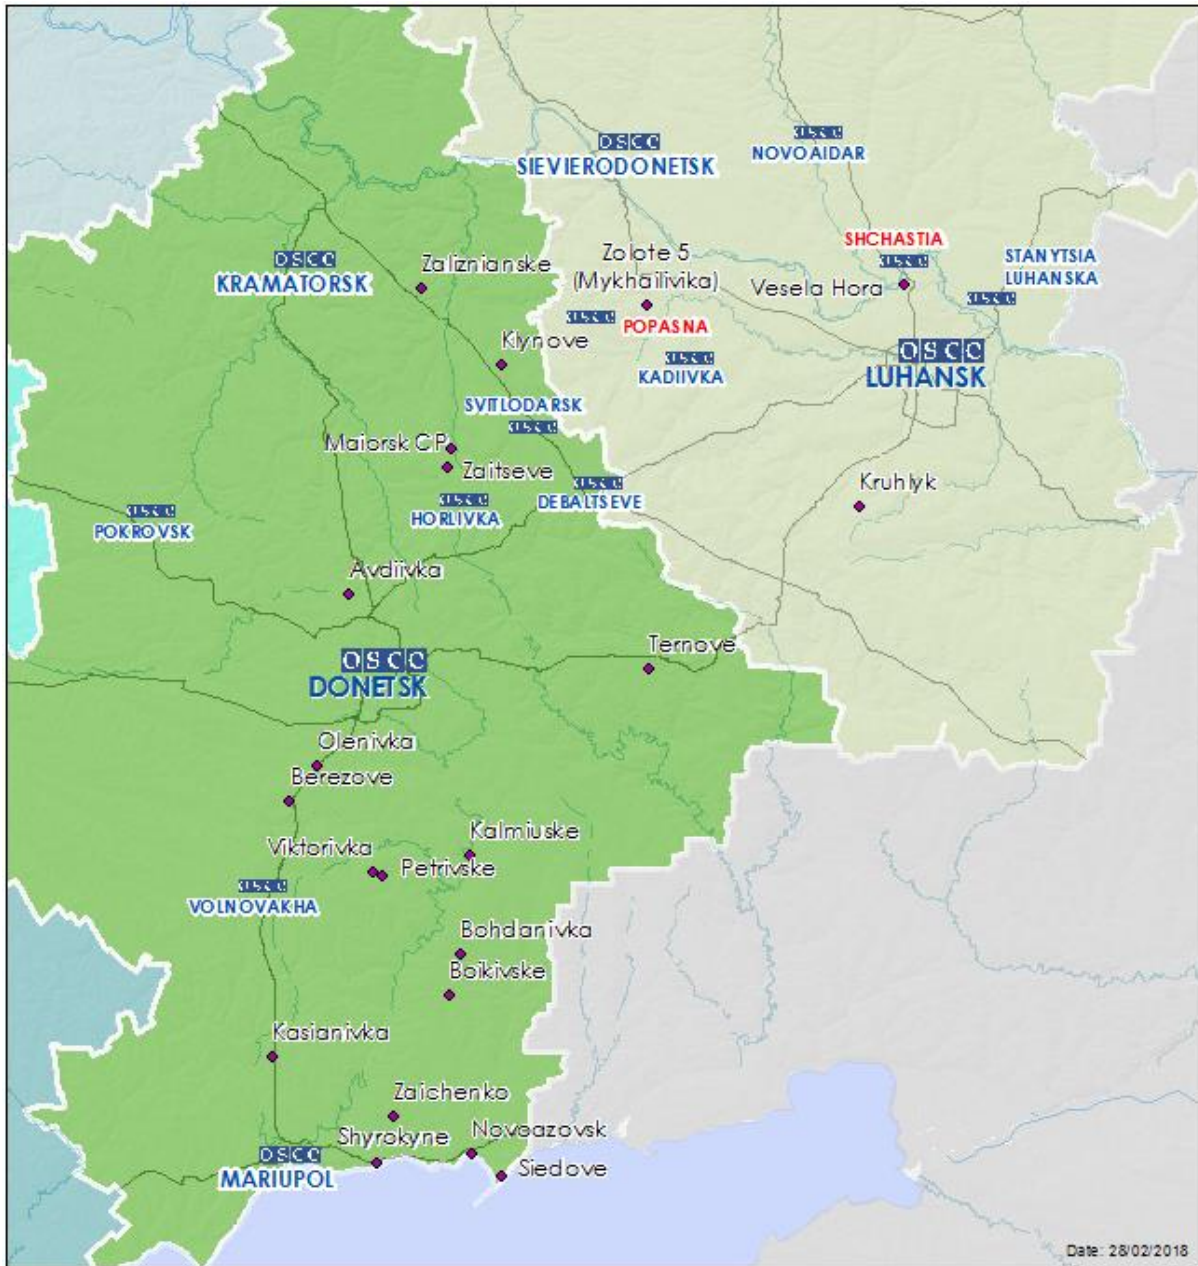 OSCE
SIEVIERODONETSK
OSCE
NOVOAIDAR
SHCHASTIA
OSCE
STANYTSIA
LUHANSKA
OSCE
OSCE
KRAMATORSK
Zaliznianske
Zolote 5
(Mykhailivika)
Vesela Hora
OSCE
POPASNA
OSCE
KADIIVKA
OSCE
LUHANSK
Klynove
SVITLODARSK
OSCE
Maiorsk CP
Zaitseve
OSCE
HORLIVKA
OSCE
DEBALTSEVE
Kruhlyk
OSCE
POKROVSK
Avdiivka
OSCE
DONETSK
Ternove
Olenivka
Berezove
Kalmiuske
Viktorivka
Petrivske
OSCE
VOLNOVAKHA
Bohdanivka
Boikivske
Kasianivka
Zaichenko
Shyrokyne
Novoazovsk
OSCE
MARIUPOL
Siedove
Date: 28/02/2018